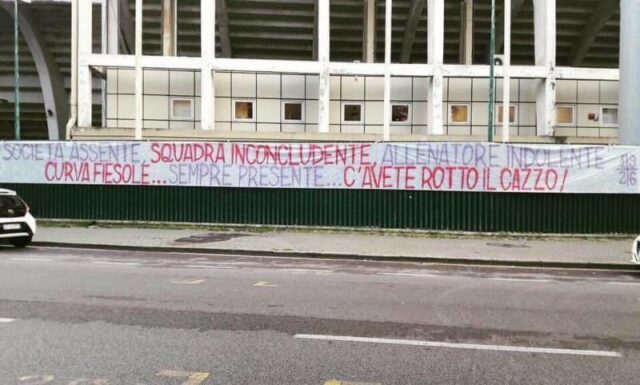 SOCIETÀ ASSENTE, SQUADRA INCONCLUDENTE, ALLENATORE INDOLENTE
CURVA FIESOLE... SEMPRE PRESENTE... C'AVETE ROTTO IL CAZZO!